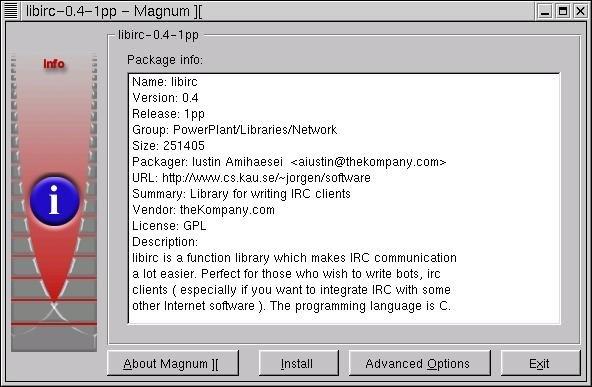 libirc-0.4-1pp - Magnum ][
Info
libirc-0.4-1pp
Package info:
Name: libirc
Version: 0.4
Release: 1pp
Group: PowerPlant/Libraries/Network
Size: 251405
Packager: Iustin Amihaesei <aiustin@thekompany.com>
URL: http://www.cs.kau.se/~jorgen/software
Summary: Library for writing IRC clients
Vendor: theKompany.com
License: GPL
Description:
libirc is a function library which makes IRC communication
a lot easier. Perfect for those who wish to write bots, irc
clients ( especially if you want to integrate IRC with some
other Internet software ). The programming language is C.
i
About Magnum ][ Install Advanced Options Exit